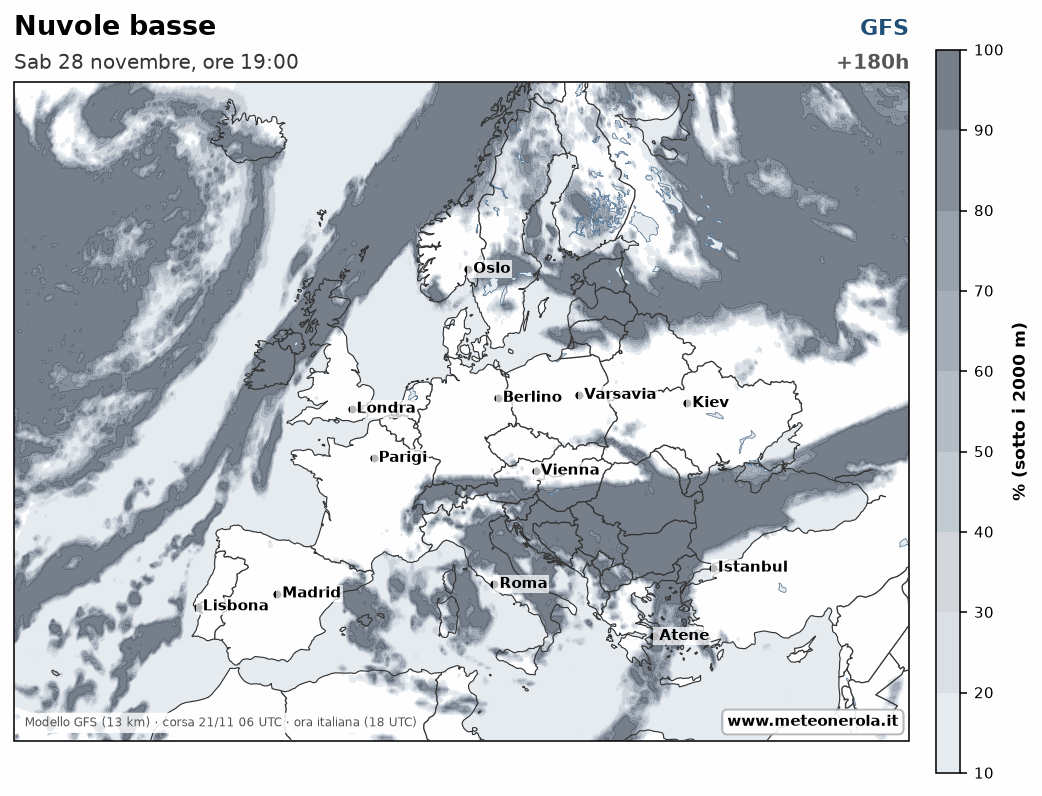 Nuvole basse
GFS
Sab 28 novembre, ore 19:00
+180h
100
90
80
70
60
50
40
30
20
10
% (sotto i 2000 m)
Oslo
Londra
Berlino
Varsavia
Kiev
Parigi
Vienna
Istanbul
Roma
Madrid
Lisbona
Atene
Modello GFS (13 km) · corsa 21/11 06 UTC · ora italiana (18 UTC)
www.meteonerola.it